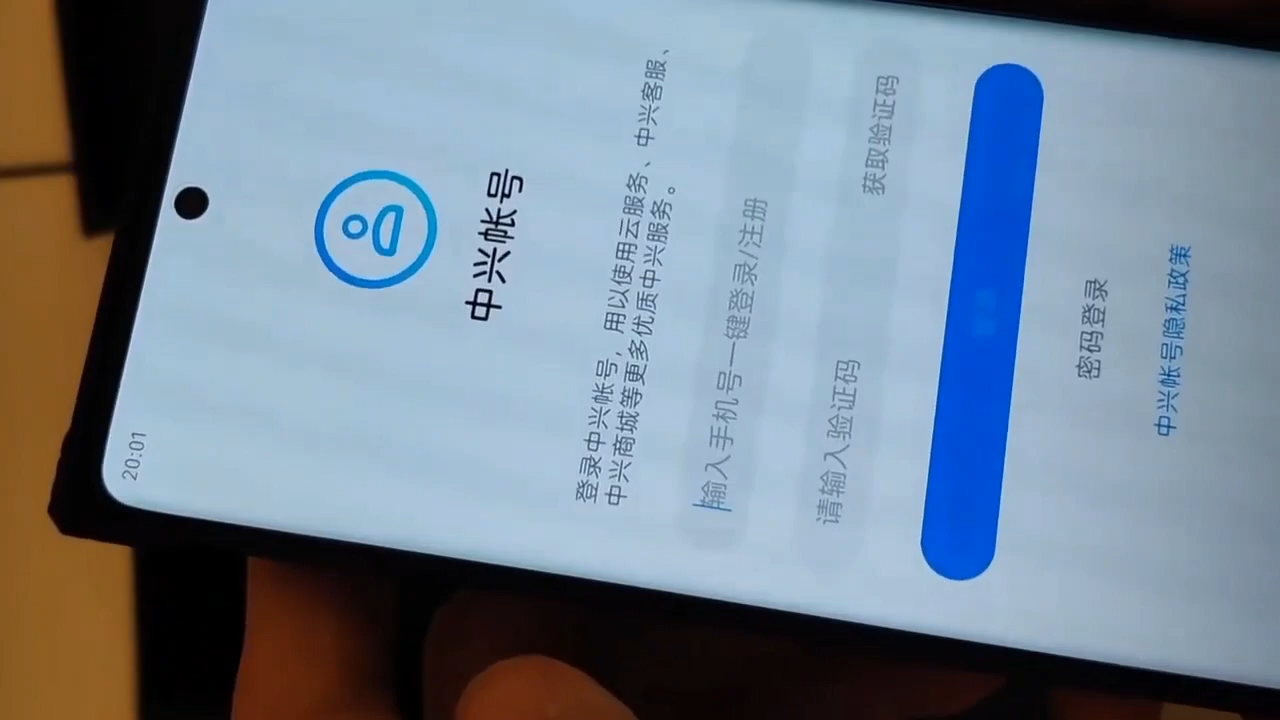 20:01
中兴帐号
登录中兴帐号，用以使用云服务、中兴客服、
中兴商城等更多优质中兴服务。
输入手机号一键登录/注册
请输入验证码 获取验证码
密码登录
中兴帐号隐私政策